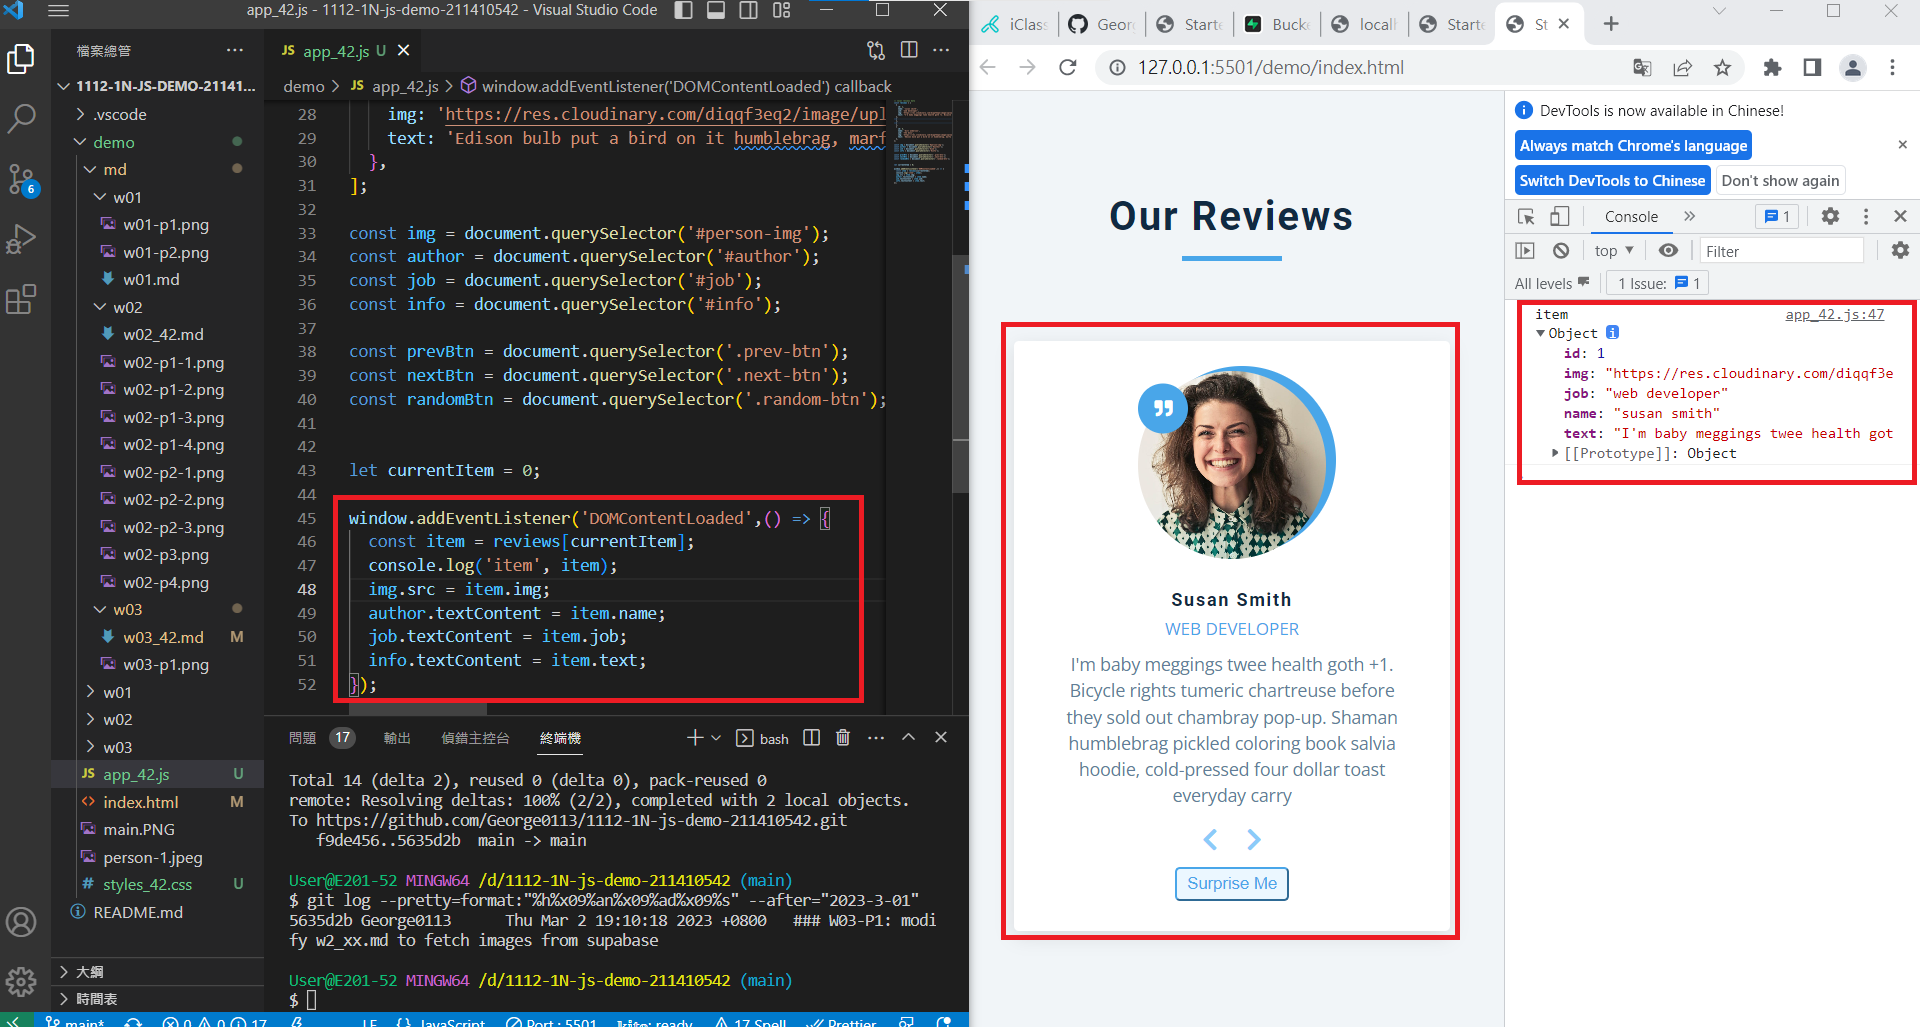 app_42.js - 1112-1N-js-demo-211410542 - Visual Studio Code
檔案總管
1112-1N-JS-DEMO-21141...
.vscode
demo
md
w01
w01-p1.png
w01-p2.png
w01.md
w02
w02_42.md
w02-p1-1.png
w02-p1-2.png
w02-p1-3.png
w02-p1-4.png
w02-p2-1.png
w02-p2-2.png
w02-p2-3.png
w02-p3.png
w02-p4.png
w03
w03_42.md M
w03-p1.png
w01
w02
w03
JS app_42.js U
index.html M
main.PNG
person-1.jpeg
# styles_42.css U
README.md
大綱
時間表
6
JS app_42.js U
demo > JS app_42.js > window.addEventListener('DOMContentLoaded') callback
28 img: 'https://res.cloudinary.com/diqqf3eq2/image/upl
29 text: 'Edison bulb put a bird on it humblebrag, marf
30 },
31 ];
32
33 const img = document.querySelector('#person-img');
34 const author = document.querySelector('#author');
35 const job = document.querySelector('#job');
36 const info = document.querySelector('#info');
37
38 const prevBtn = document.querySelector('.prev-btn');
39 const nextBtn = document.querySelector('.next-btn');
40 const randomBtn = document.querySelector('.random-btn');
41
42
43 let currentItem = 0;
44
45 window.addEventListener('DOMContentLoaded',() => {
46 const item = reviews[currentItem];
47 console.log('item', item);
48 img.src = item.img;
49 author.textContent = item.name;
50 job.textContent = item.job;
51 info.textContent = item.text;
52 });
問題 17 輸出 偵錯主控台 終端機 bash
Total 14 (delta 2), reused 0 (delta 0), pack-reused 0
remote: Resolving deltas: 100% (2/2), completed with 2 local objects.
To https://github.com/George0113/1112-1N-js-demo-211410542.git
f9de456..5635d2b main -> main
User@E201-52 MINGW64 /d/1112-1N-js-demo-211410542 (main)
$ git log --pretty=format:"%h%x09%an%x09%ad%x09%s" --after="2023-3-01"
5635d2b George0113 Thu Mar 2 19:10:18 2023 +0800 ### W03-P1: modi
fy w2_xx.md to fetch images from supabase
User@E201-52 MINGW64 /d/1112-1N-js-demo-211410542 (main)
$
main* 0 0 17 LF {} JavaScript Port : 5501 kite: ready 17 Spell Prettier
iClass Geor Starte Bucke localh Starte St
127.0.0.1:5501/demo/index.html
Our Reviews
Susan Smith
WEB DEVELOPER
I'm baby meggings twee health goth +1.
Bicycle rights tumeric chartreuse before
they sold out chambray pop-up. Shaman
humblebrag pickled coloring book salvia
hoodie, cold-pressed four dollar toast
everyday carry
Surprise Me
DevTools is now available in Chinese!
Always match Chrome's language
Switch DevTools to Chinese Don't show again
Console 1
top Filter
All levels 1 Issue: 1
item app_42.js:47
Object i
id: 1
img: "https://res.cloudinary.com/diqqf3e
job: "web developer"
name: "susan smith"
text: "I'm baby meggings twee health got
[[Prototype]]: Object